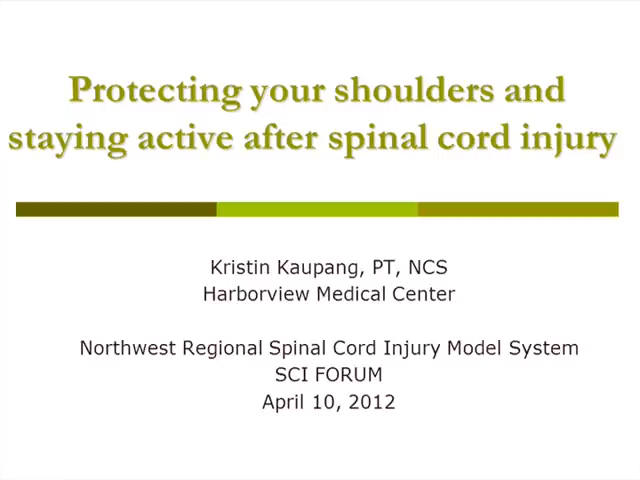 Protecting your shoulders and
staying active after spinal cord injury
Kristin Kaupang, PT, NCS
Harborview Medical Center
Northwest Regional Spinal Cord Injury Model System
SCI FORUM
April 10, 2012